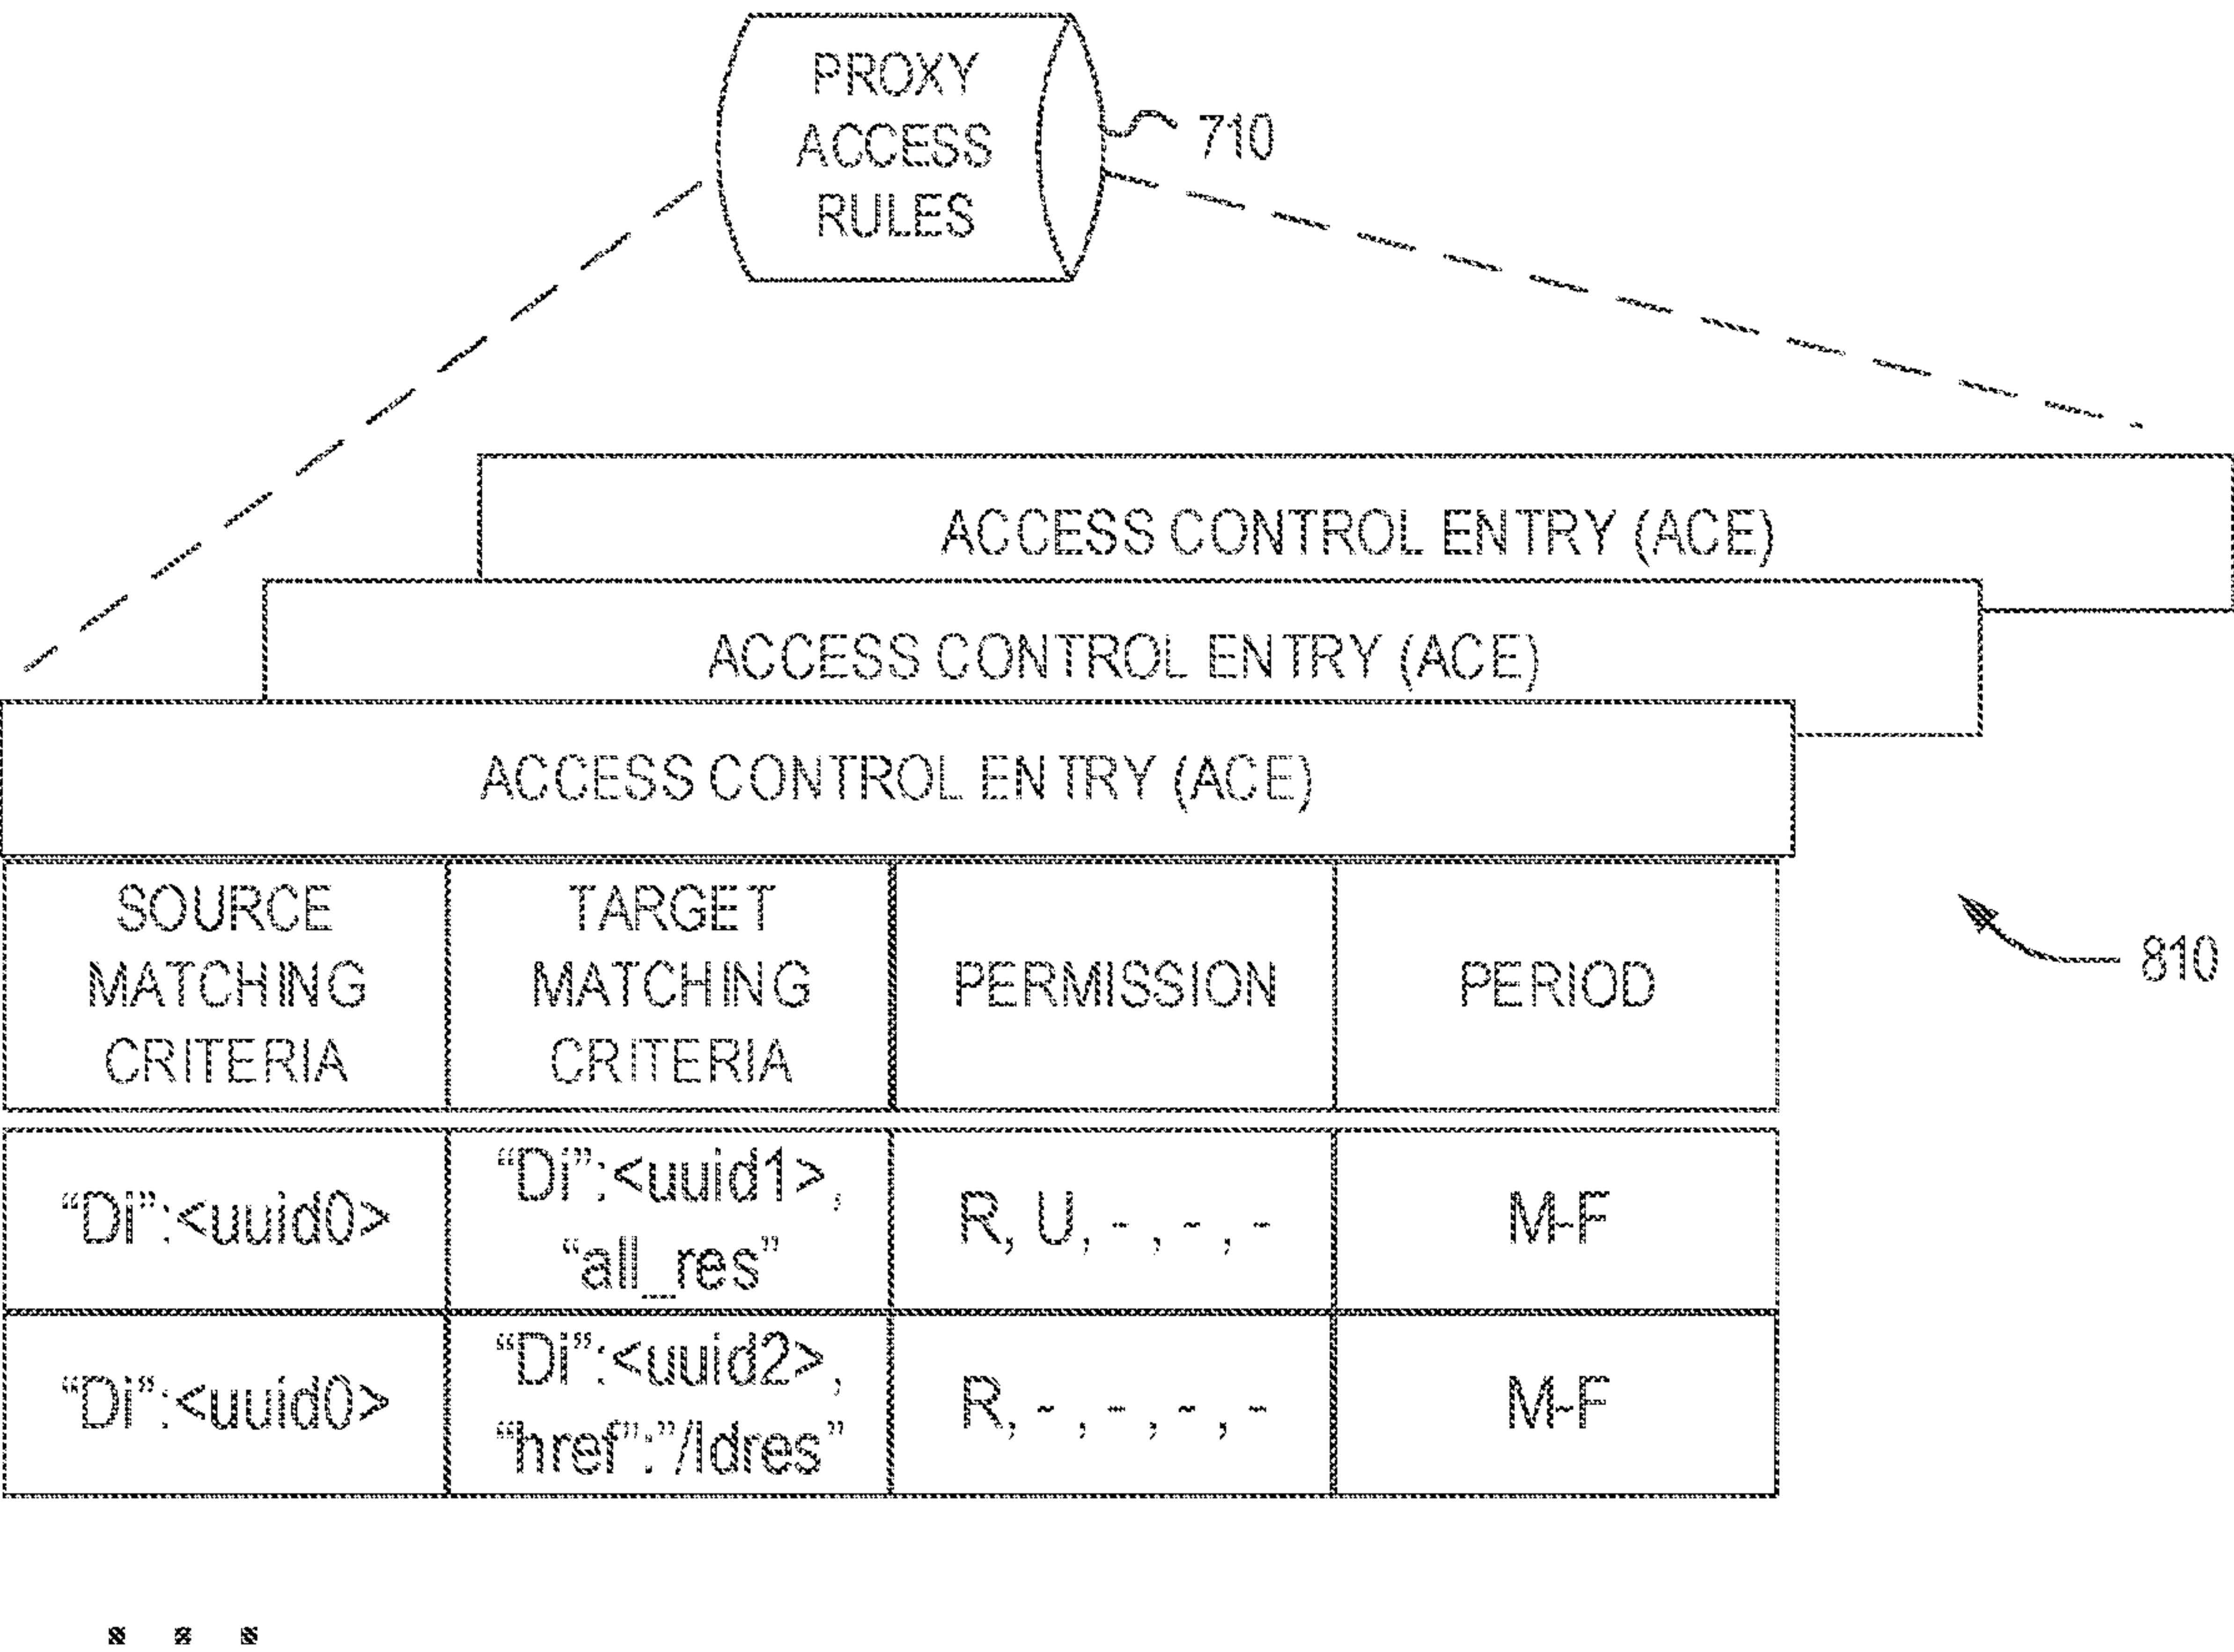 PROXY
ACCESS
RULES
710
ACCESS CONTROL ENTRY (ACE)
ACCESS CONTROL ENTRY (ACE)
ACCESS CONTROL ENTRY (ACE)
SOURCE
MATCHING
CRITERIA
TARGET
MATCHING
CRITERIA
PERMISSION
PERIOD
810
“Di”:<uuid0>
“Di”:<uuid1>,
“all_res”
R, U, - , - , -
M-F
“Di”:<uuid0>
“Di”:<uuid2>,
“href”:”/ldres”
R, - , - , - , -
M-F